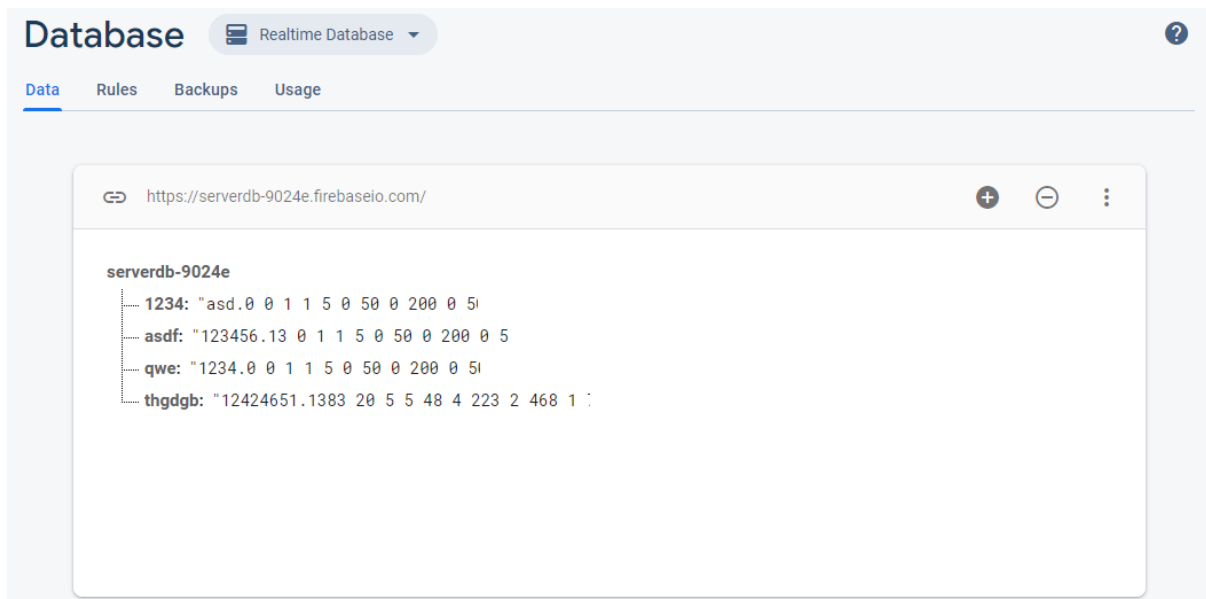 Database Realtime Database
Data Rules Backups Usage
https://serverdb-9024e.firebaseio.com/
serverdb-9024e
1234: "asd.0 0 1 1 5 0 50 0 200 0 5
asdf: "123456.13 0 1 1 5 0 50 0 200 0 5
qwe: "1234.0 0 1 1 5 0 50 0 200 0 5
thgdgb: "12424651.1383 20 5 5 48 4 223 2 468 1